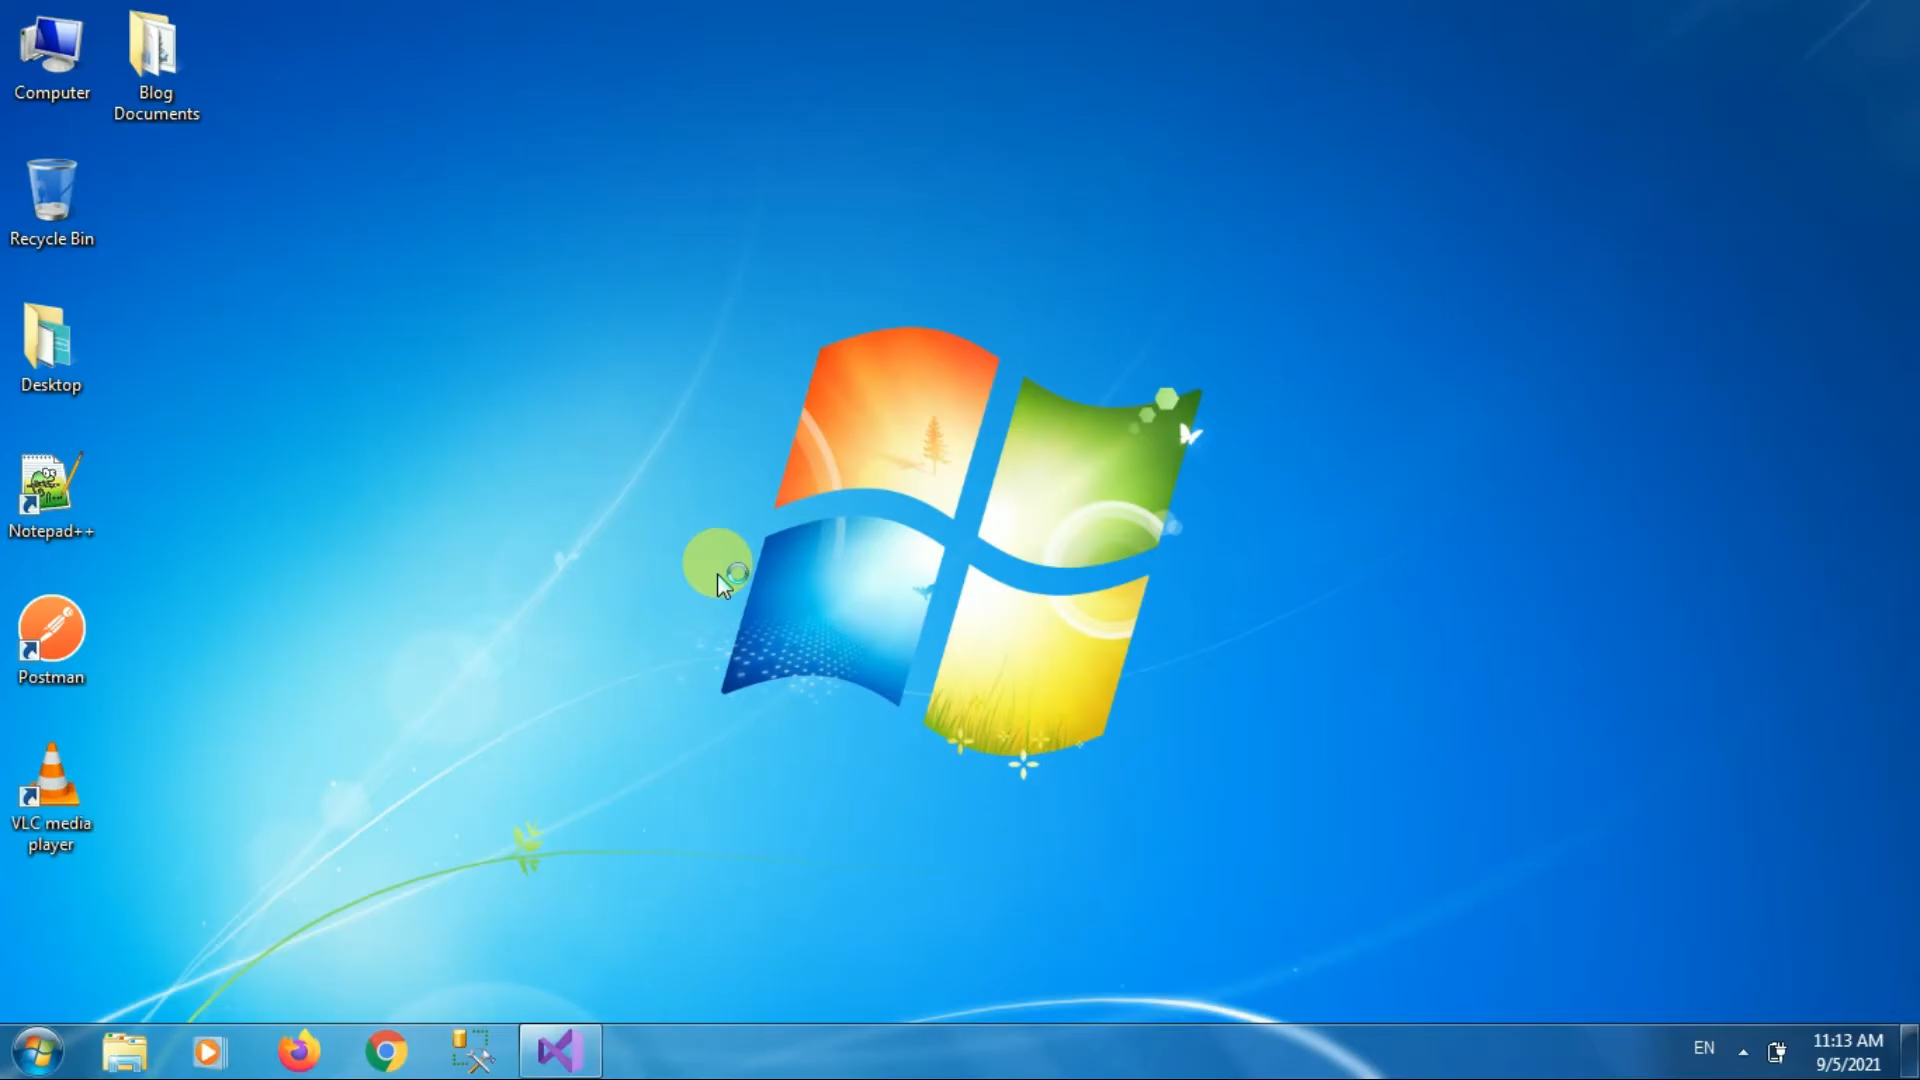 Computer
Blog
Documents
Recycle Bin
Desktop
Notepad++
Postman
VLC media
player
EN
11:13 AM
9/5/2021